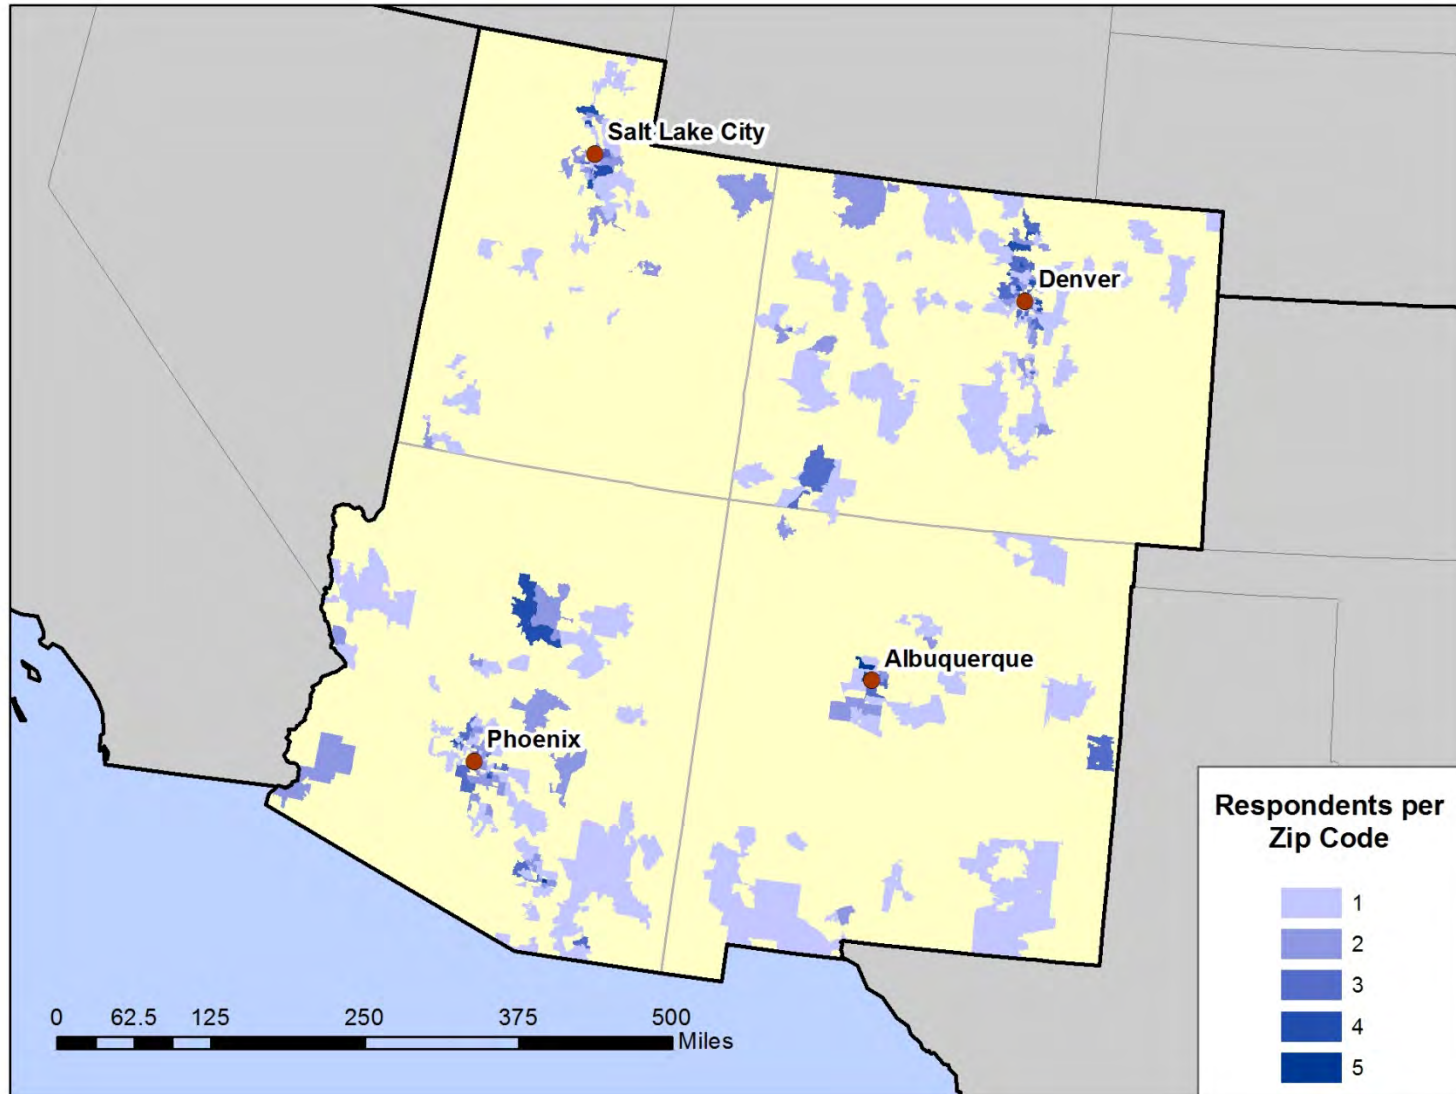 Salt Lake City
Denver
Albuquerque
Phoenix
Respondents per
Zip Code
1
2
3
4
5
0 62.5 125 250 375 500
Miles